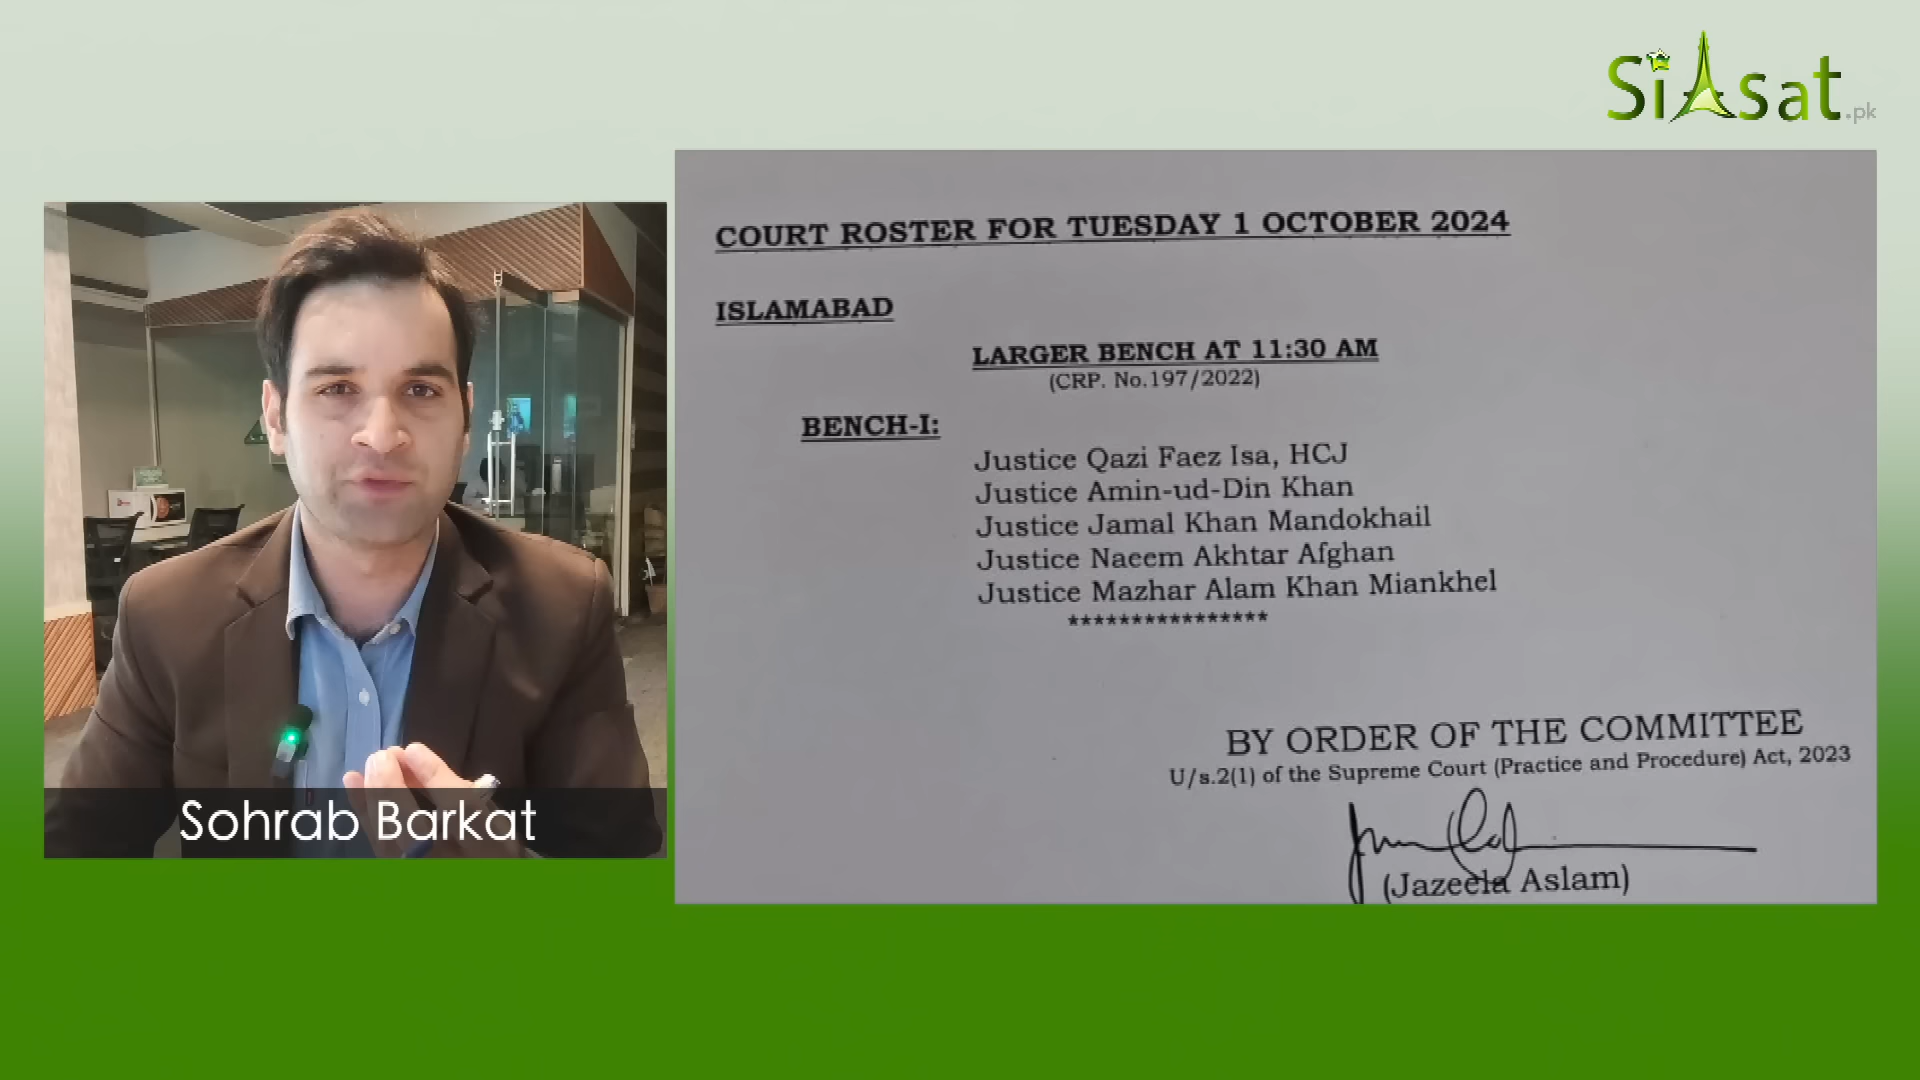 SiAsat.pk
COURT ROSTER FOR TUESDAY 1 OCTOBER 2024
ISLAMABAD
LARGER BENCH AT 11:30 AM
(CRP. No.197/2022)
BENCH-I:
Justice Qazi Faez Isa, HCJ
Justice Amin-ud-Din Khan
Justice Jamal Khan Mandokhail
Justice Naeem Akhtar Afghan
Justice Mazhar Alam Khan Miankhel
****************
BY ORDER OF THE COMMITTEE
U/s.2(1) of the Supreme Court (Practice and Procedure) Act, 2023
(Jazeela Aslam)
Sohrab Barkat